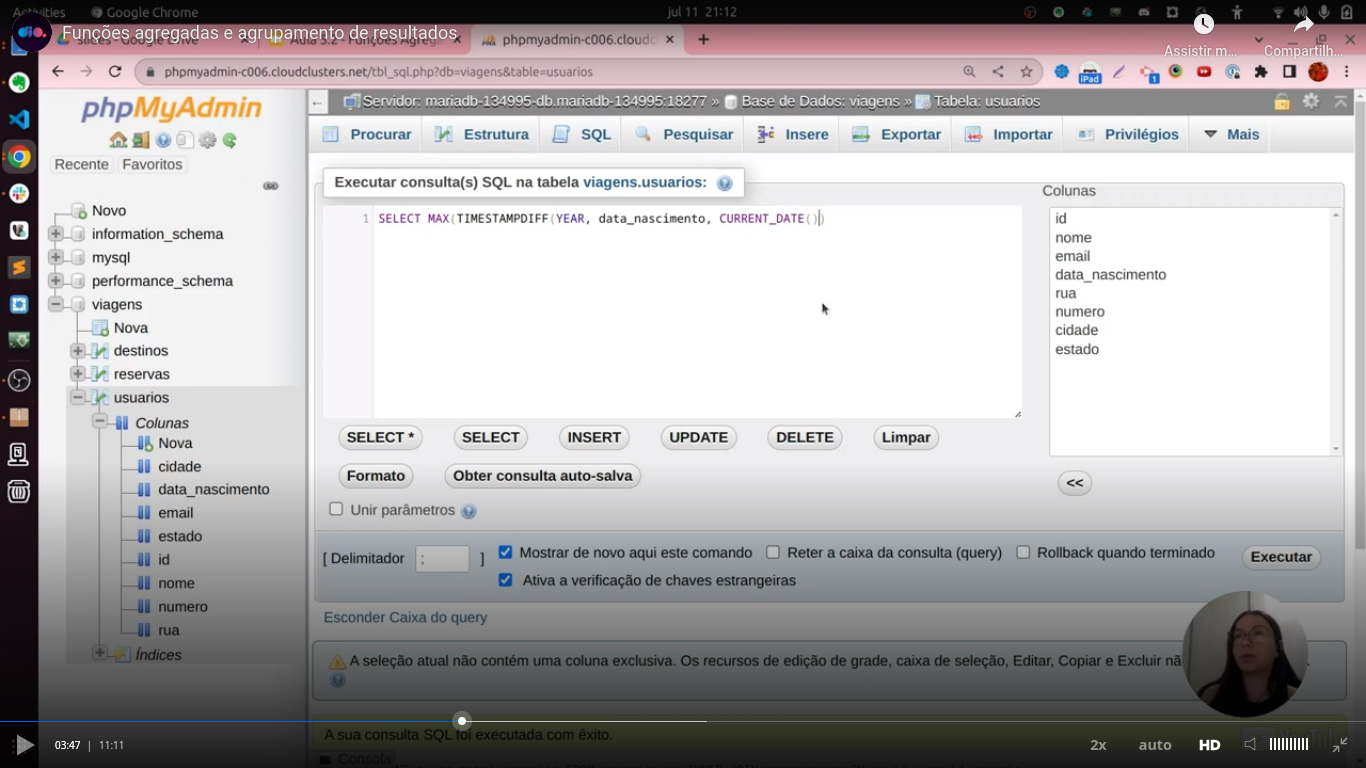 Activities
Google Chrome
jul 11 21:12
Funções agregadas e agrupamento de resultados.
phpmyadmin-c006.cloudc
Assistir m...
Compartilh...
phpmyadmin-c006.cloudclusters.net/tbl_sql.php?db=viagens&table=usuarios
iPad
1
phpMyAdmin
Recente
Favoritos
Novo
information_schema
mysql
performance_schema
viagens
Nova
destinos
reservas
usuarios
Colunas
Nova
cidade
data_nascimento
email
estado
id
nome
numero
rua
Índices
Servidor: mariadb-134995-db.mariadb-134995:18277 » Base de Dados: viagens » Tabela: usuarios
Procurar
Estrutura
SQL
Pesquisar
Insere
Exportar
Importar
Privilégios
Mais
Executar consulta(s) SQL na tabela viagens.usuarios:
1 SELECT MAX(TIMESTAMPDIFF(YEAR, data_nascimento, CURRENT_DATE())
Colunas
id
nome
email
data_nascimento
rua
numero
cidade
estado
SELECT *
SELECT
INSERT
UPDATE
DELETE
Limpar
Formato
Obter consulta auto-salva
<<
Unir parâmetros
[ Delimitador ; ]
Mostrar de novo aqui este comando
Reter a caixa da consulta (query)
Rollback quando terminado
Ativa a verificação de chaves estrangeiras
Executar
Esconder Caixa do query
A seleção atual não contém uma coluna exclusiva. Os recursos de edição de grade, caixa de seleção, Editar, Copiar e Excluir nã
A sua consulta SQL foi executada com êxito.
Consola
03:47 | 11:11
2x
auto
HD